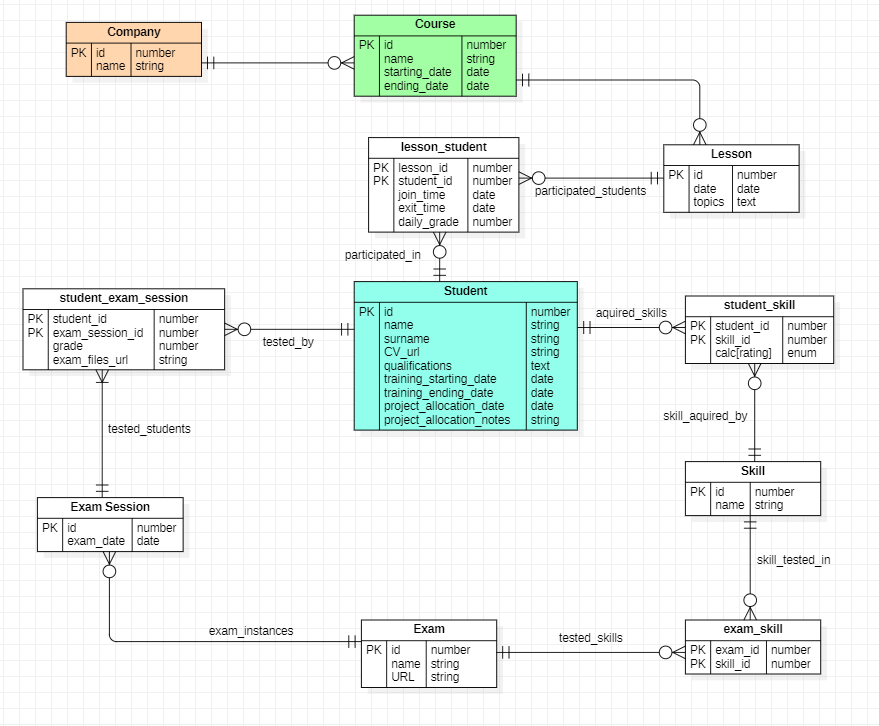 Company
PK id number
name string
Course
PK id number
name string
starting_date date
ending_date date
lesson_student
PK lesson_id number
PK student_id number
join_time date
exit_time date
daily_grade number
Lesson
PK id number
date date
topics text
participated_students
participated_in
student_exam_session
PK student_id number
PK exam_session_id number
grade number
exam_files_url string
tested_by
Student
PK id number
name string
surname string
CV_url string
qualifications text
training_starting_date date
training_ending_date date
project_allocation_date date
project_allocation_notes string
aquired_skills
student_skill
PK student_id number
PK skill_id number
calc[rating] enum
tested_students
skill_aquired_by
Skill
PK id number
name string
Exam Session
PK id number
exam_date date
skill_tested_in
exam_instances
Exam
PK id number
name string
URL string
tested_skills
exam_skill
PK exam_id number
PK skill_id number